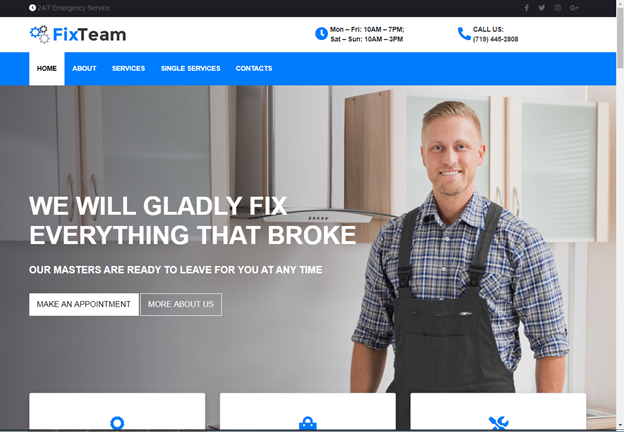 24/7 Emergency Service
FixTeam
Mon – Fri: 10AM – 7PM;
Sat – Sun: 10AM – 3PM
CALL US:
(719) 445-2808
HOME ABOUT SERVICES SINGLE SERVICES CONTACTS
WE WILL GLADLY FIX
EVERYTHING THAT BROKE
OUR MASTERS ARE READY TO LEAVE FOR YOU AT ANY TIME
MAKE AN APPOINTMENT MORE ABOUT US